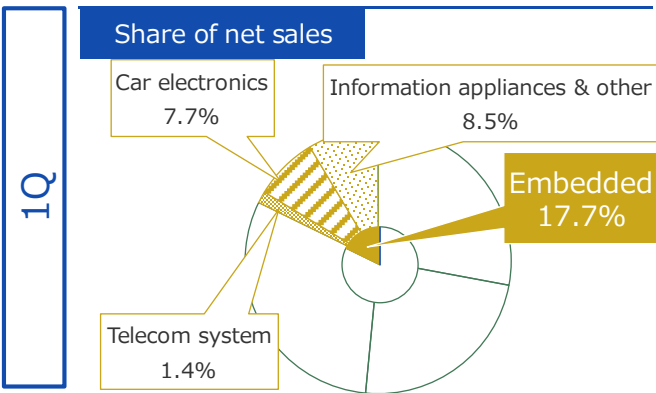 1Q
Share of net sales
Car electronics
7.7%
Information appliances & other
8.5%
Embedded
17.7%
Telecom system
1.4%